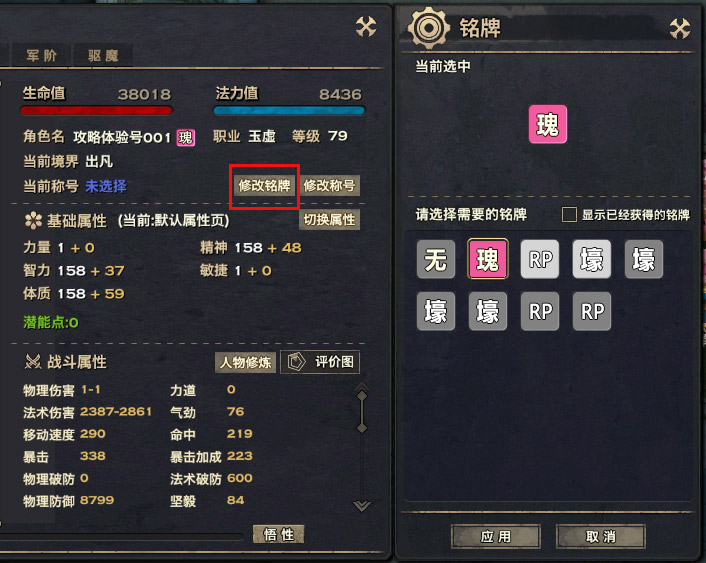 军阶 驱魔
生命值 38018 法力值 8436
角色名 攻略体验号001 瑰 职业 玉虚 等级 79
当前境界 出凡
当前称号 未选择 修改铭牌 修改称号
基础属性 (当前:默认属性页) 切换属性
力量 1 + 0 精神 158 + 48
智力 158 + 37 敏捷 1 + 0
体质 158 + 59
潜能点:0
战斗属性 人物修炼 评价图
物理伤害 1-1 力道 0
法术伤害 2387-2861 气劲 76
移动速度 290 命中 219
暴击 338 暴击加成 223
物理破防 0 法术破防 600
物理防御 8799 坚毅 84
悟性
铭牌
当前选中
瑰
请选择需要的铭牌 显示已经获得的铭牌
无 瑰 RP 壕 壕
壕 壕 RP RP
应用 取消